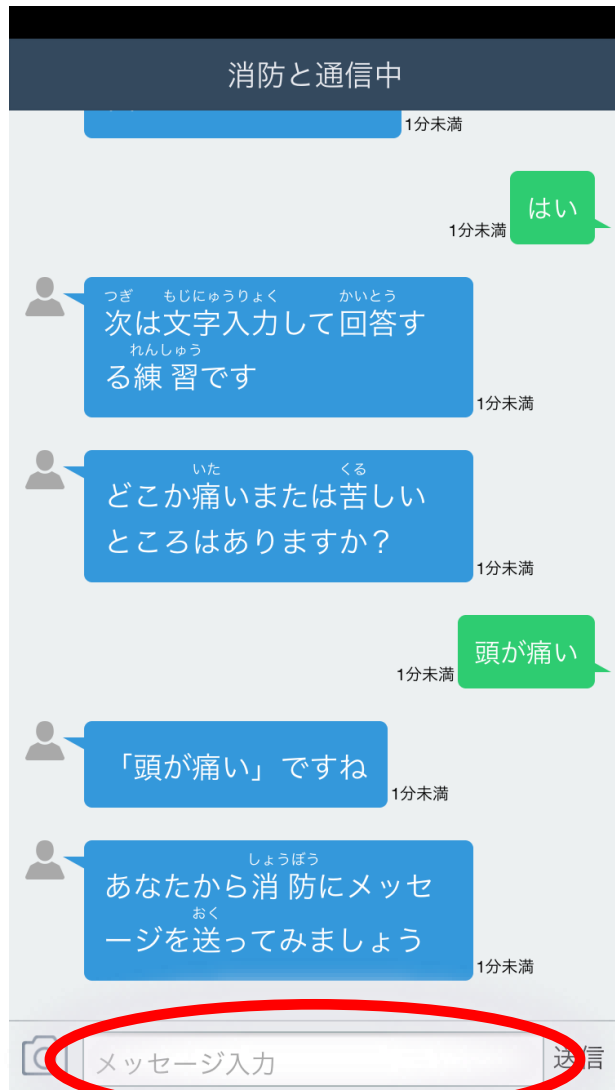 消防と通信中
1分未満
はい
1分未満
つぎ もじにゅうりょく かいとう
次は文字入力して回答す
れんしゅう
る練習です
1分未満
いた くる
どこか痛いまたは苦しい
ところはありますか？
1分未満
頭が痛い
1分未満
「頭が痛い」ですね
1分未満
しょうぼう
あなたから消防にメッセ
おく
ージを送ってみましょう
1分未満
メッセージ入力
送信